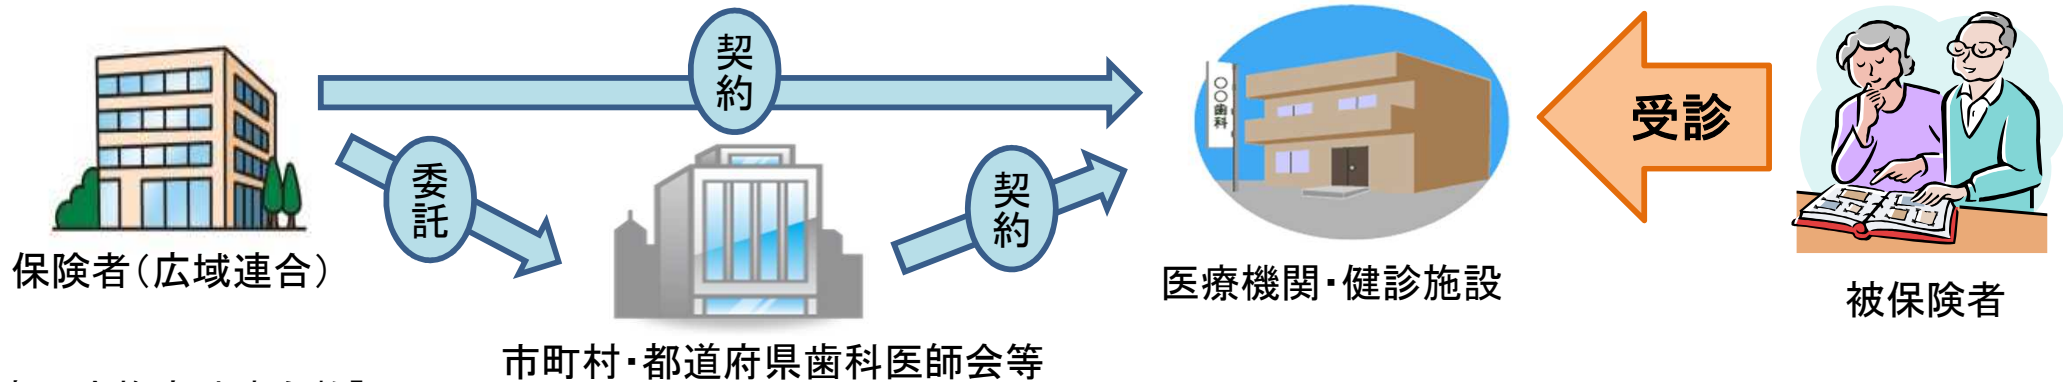 契約
〇〇歯科
受診
委託
契約
保険者（広域連合）
医療機関・健診施設
被保険者
市町村・都道府県歯科医師会等